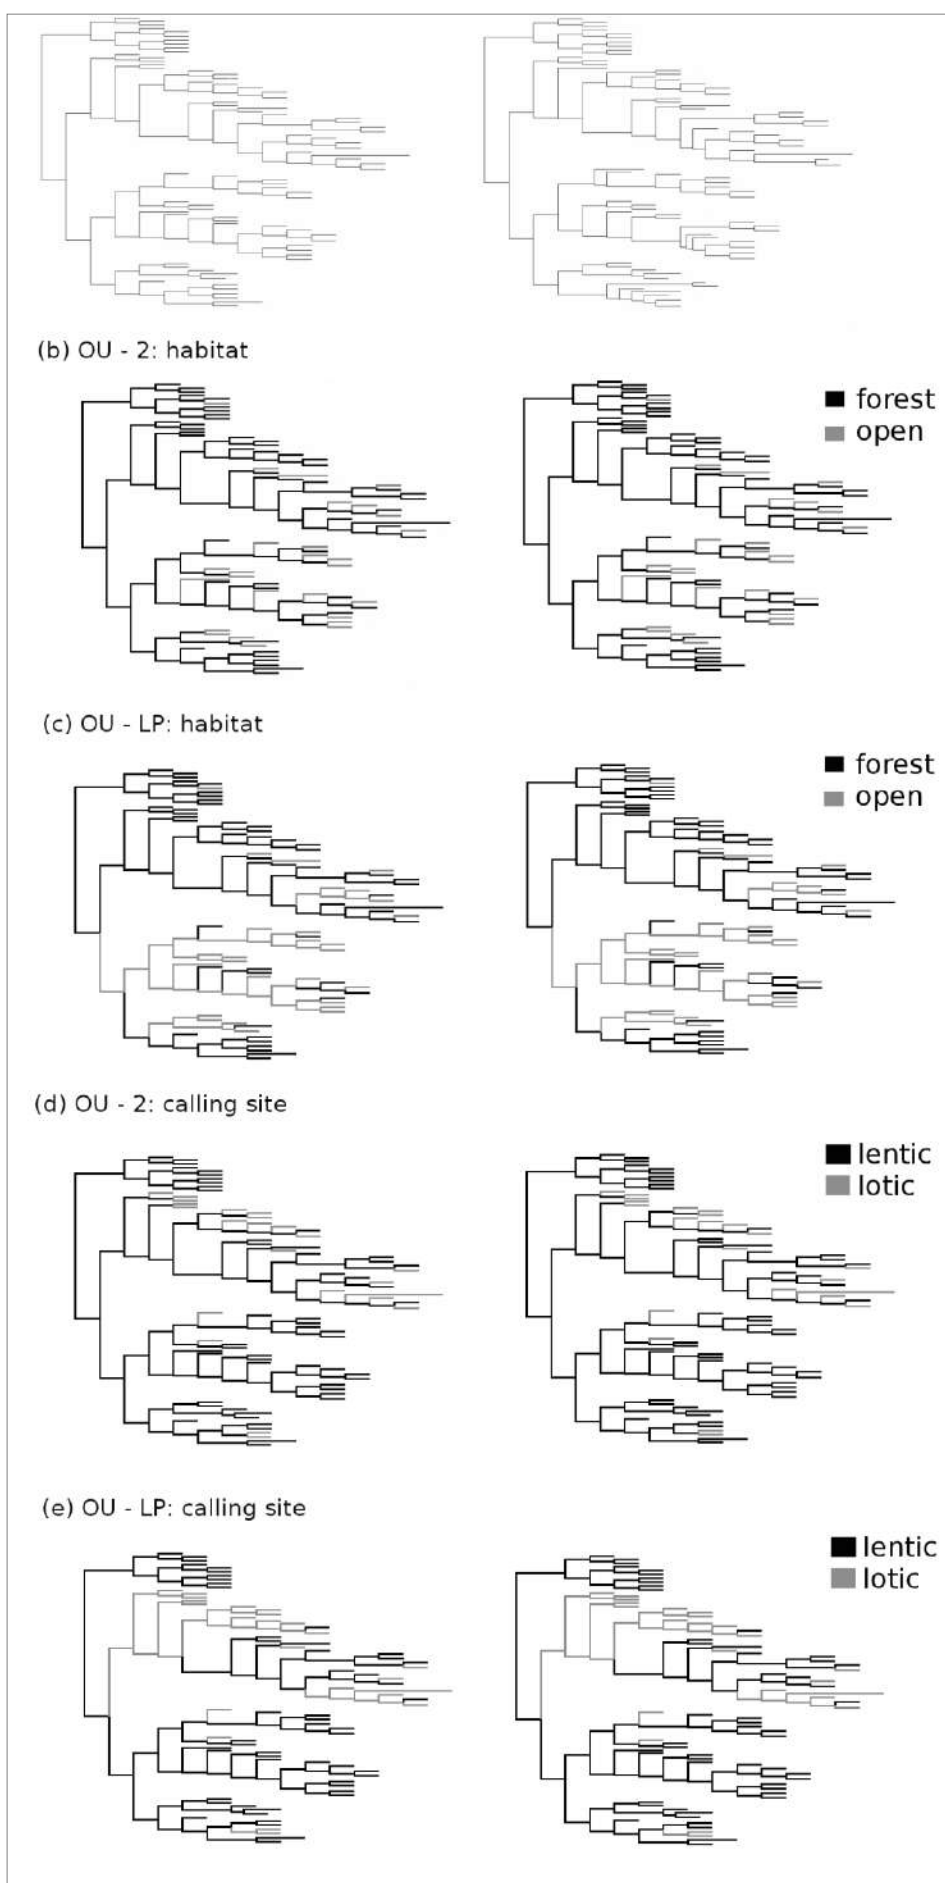 (b) OU - 2: habitat
forest
open
(c) OU - LP: habitat
forest
open
(d) OU - 2: calling site
lentic
lotic
(e) OU - LP: calling site
lentic
lotic